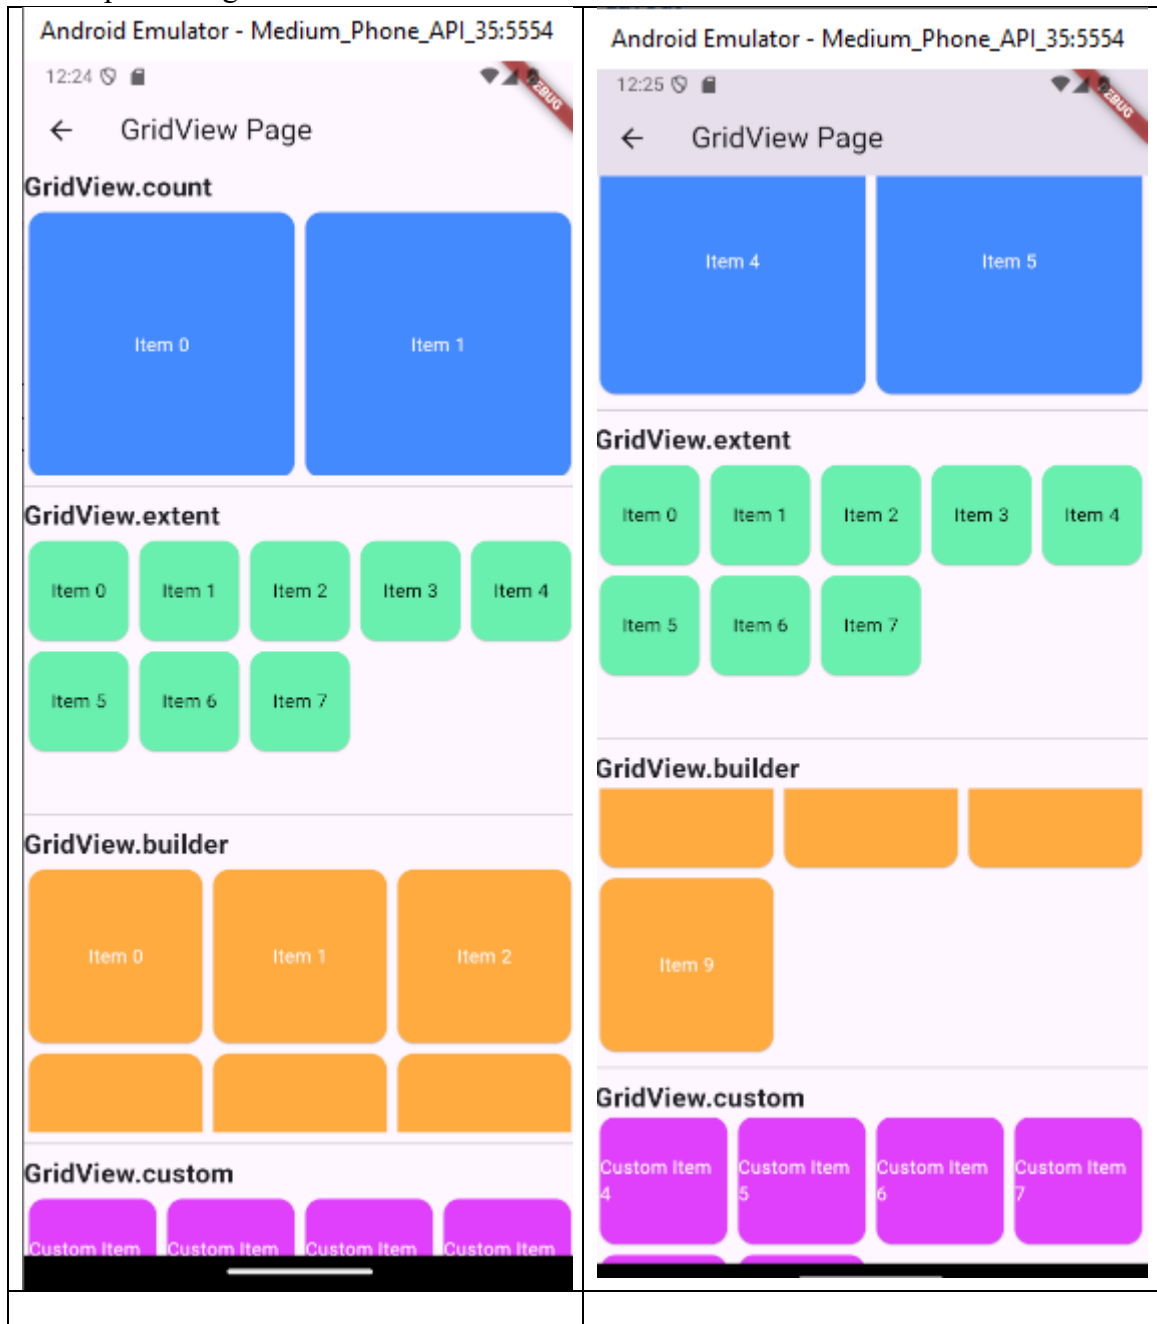 Android Emulator - Medium_Phone_API_35:5554
12:24
DEBUG
GridView Page
GridView.count
Item 0 Item 1
GridView.extent
Item 0 Item 1 Item 2 Item 3 Item 4
Item 5 Item 6 Item 7
GridView.builder
Item 0 Item 1 Item 2
GridView.custom
Custom Item Custom Item Custom Item Custom Item
Android Emulator - Medium_Phone_API_35:5554
12:25
DEBUG
GridView Page
Item 4 Item 5
GridView.extent
Item 0 Item 1 Item 2 Item 3 Item 4
Item 5 Item 6 Item 7
GridView.builder
Item 9
GridView.custom
Custom Item Custom Item Custom Item Custom Item
4 5 6 7